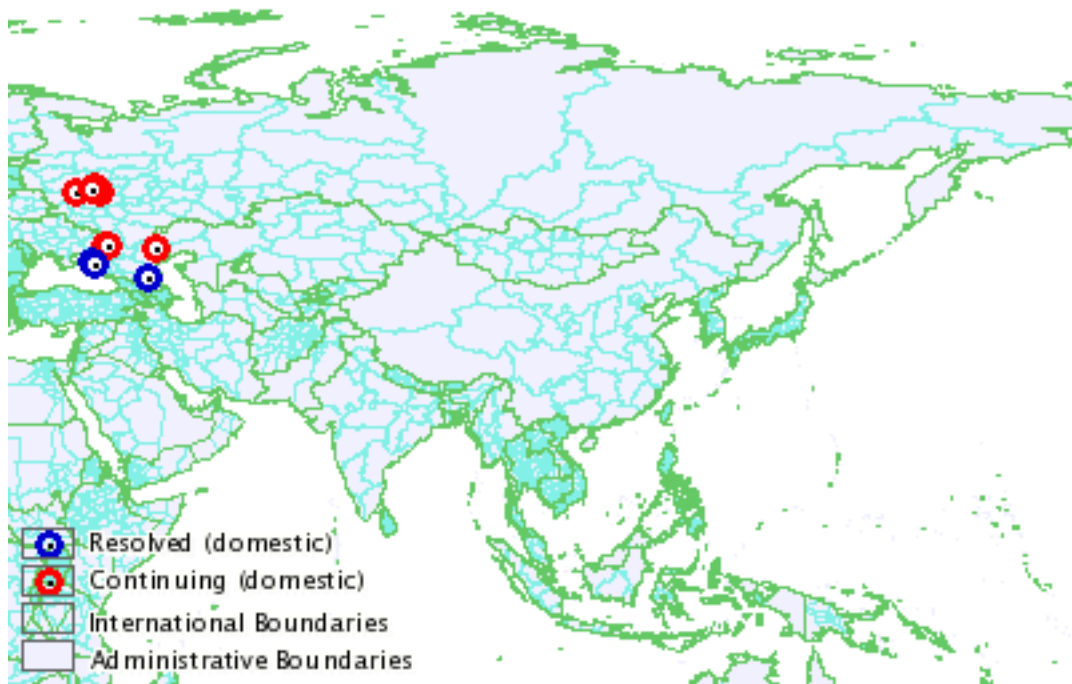 Resolved (domestic)
Continuing (domestic)
International Boundaries
Administrative Boundaries